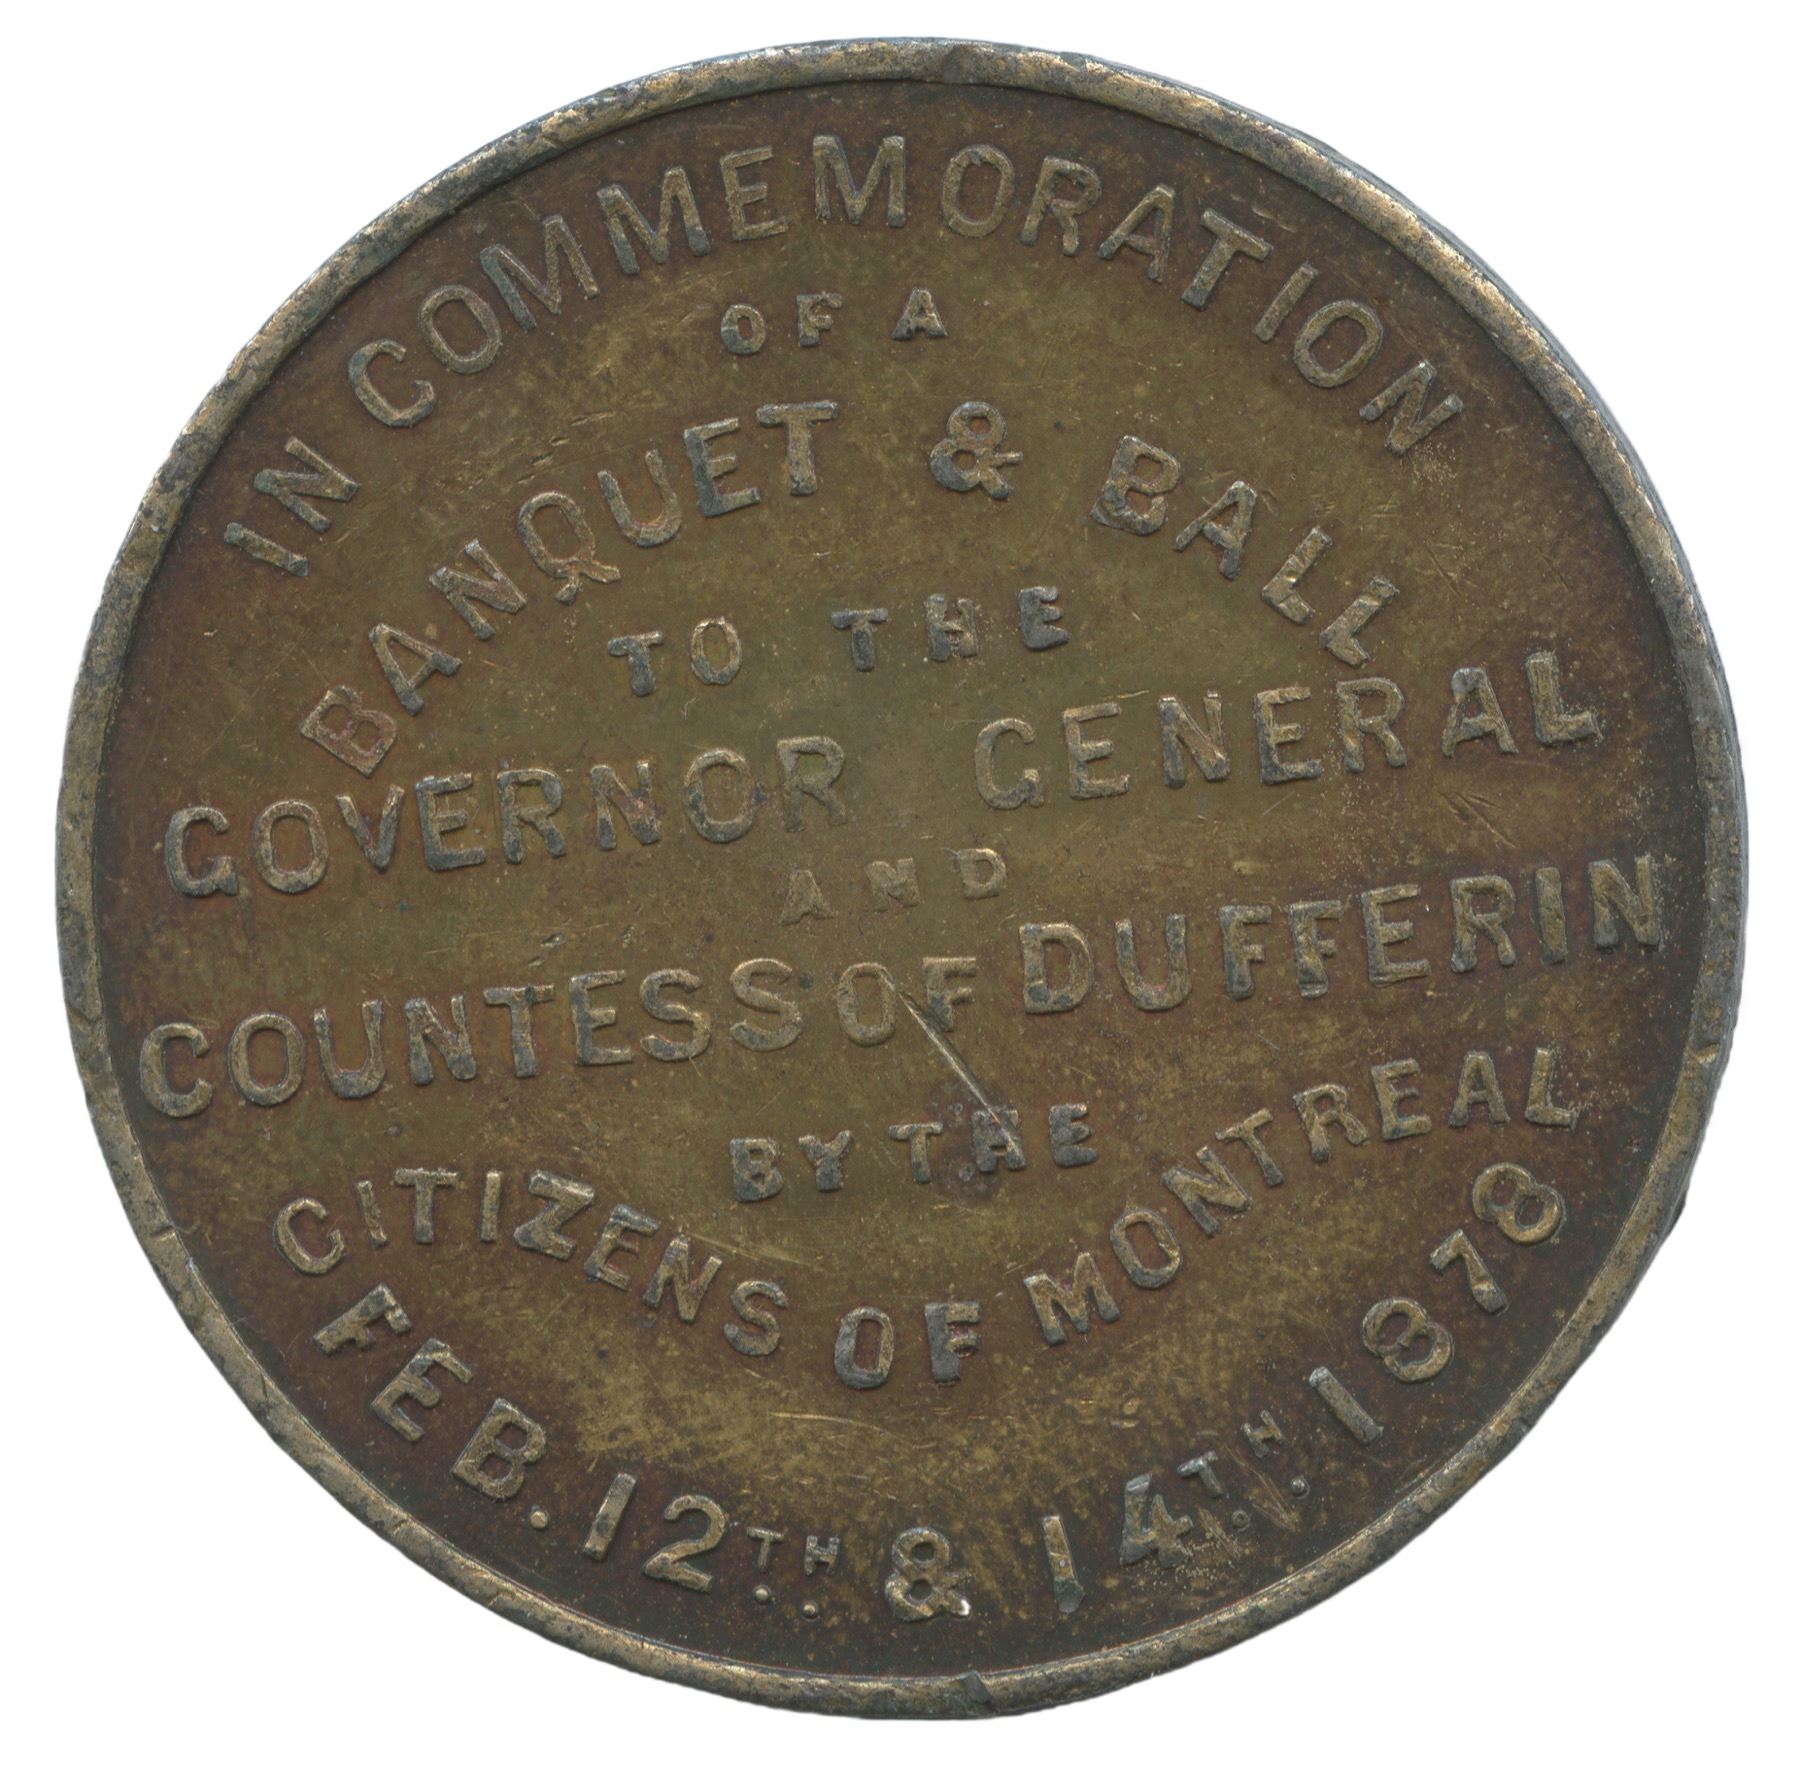 IN COMMEMORATION
OF A
BANQUET & BALL
TO THE
GOVERNOR GENERAL
AND
COUNTESS OF DUFFERIN
BY THE
CITIZENS OF MONTREAL
FEB. 12TH & 14TH 1878